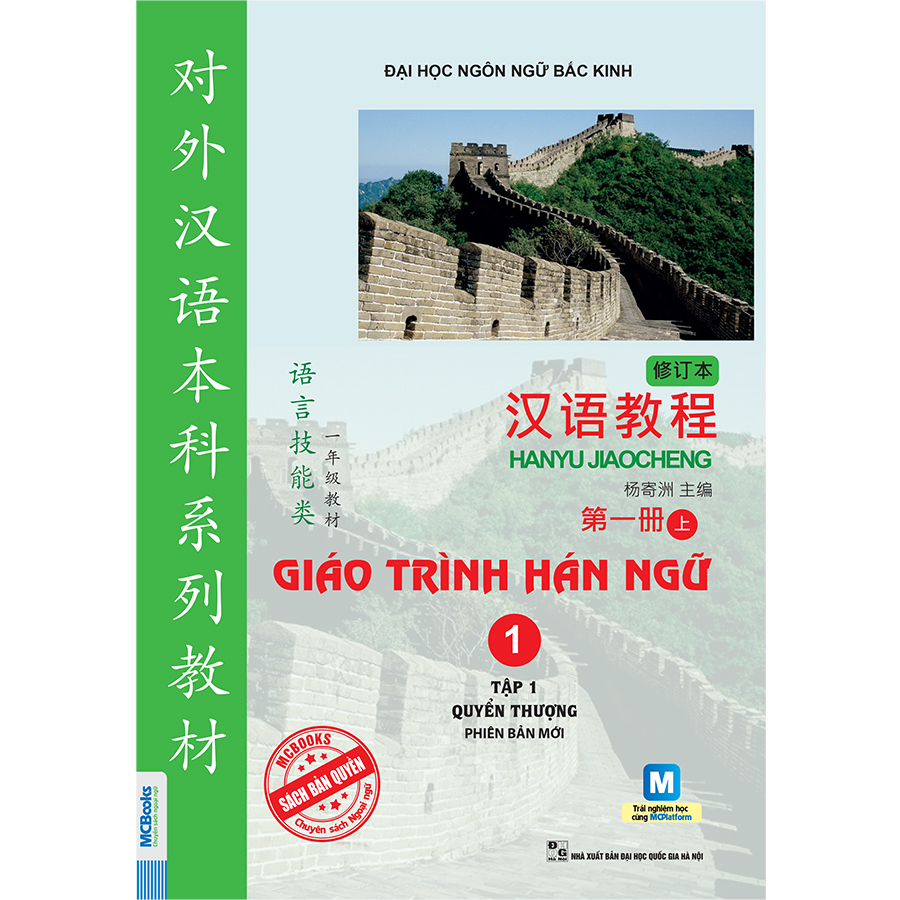 对外汉语本科系列教材
ĐẠI HỌC NGÔN NGỮ BẮC KINH
语言技能类
一年级教材
修订本
汉语教程
HANYU JIAOCHENG
杨寄洲 主编
第一册 上
GIÁO TRÌNH HÁN NGỮ
1
TẬP 1
QUYỂN THƯỢNG
PHIÊN BẢN MỚI
MCBOOKS
SÁCH BẢN QUYỀN
Chuyên sách Ngoại ngữ
MCBooks
Chuyên sách ngoại ngữ
M
Trải nghiệm học
cùng MCPlatform
NHÀ XUẤT BẢN ĐẠI HỌC QUỐC GIA HÀ NỘI